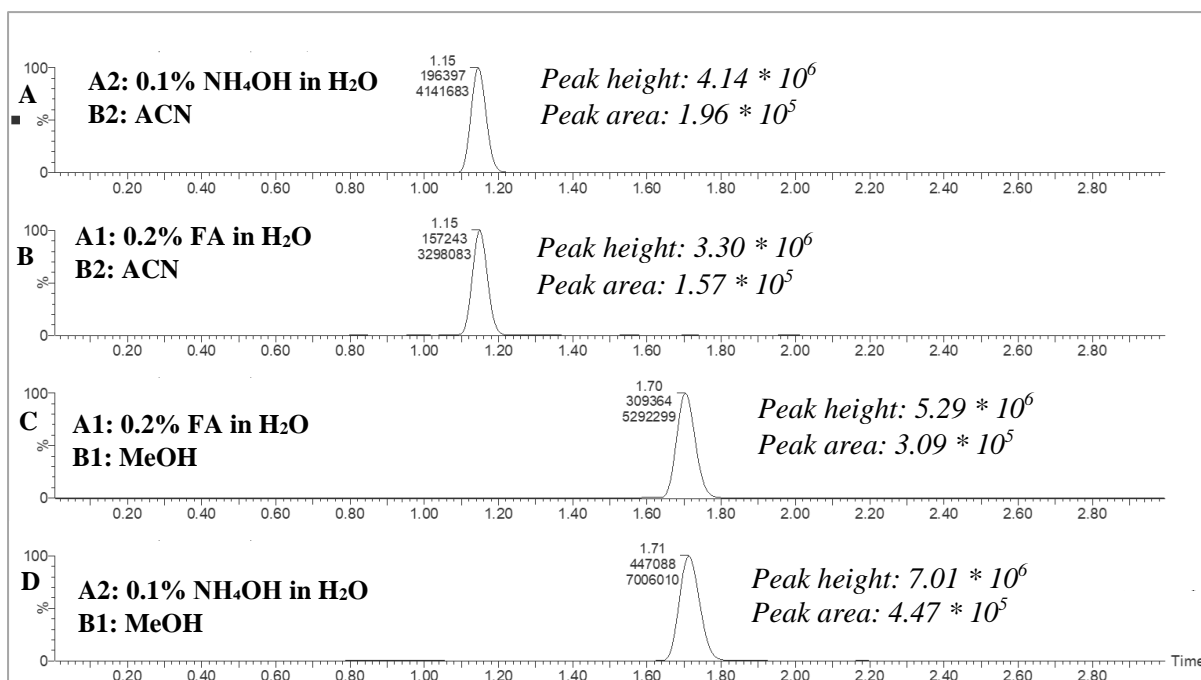 1.15
196397
4141683
100
A
%
0
A2: 0.1% NH₄OH in H₂O
B2: ACN
Peak height: 4.14 * 10⁶
Peak area: 1.96 * 10⁵
0.20 0.40 0.60 0.80 1.00 1.20 1.40 1.60 1.80 2.00 2.20 2.40 2.60 2.80
1.15
157243
3298083
100
B
%
0
A1: 0.2% FA in H₂O
B2: ACN
Peak height: 3.30 * 10⁶
Peak area: 1.57 * 10⁵
0.20 0.40 0.60 0.80 1.00 1.20 1.40 1.60 1.80 2.00 2.20 2.40 2.60 2.80
1.70
309364
5292299
100
C
%
0
A1: 0.2% FA in H₂O
B1: MeOH
Peak height: 5.29 * 10⁶
Peak area: 3.09 * 10⁵
0.20 0.40 0.60 0.80 1.00 1.20 1.40 1.60 1.80 2.00 2.20 2.40 2.60 2.80
1.71
447088
7006010
100
D
%
0
A2: 0.1% NH₄OH in H₂O
B1: MeOH
Peak height: 7.01 * 10⁶
Peak area: 4.47 * 10⁵
Time
0.20 0.40 0.60 0.80 1.00 1.20 1.40 1.60 1.80 2.00 2.20 2.40 2.60 2.80